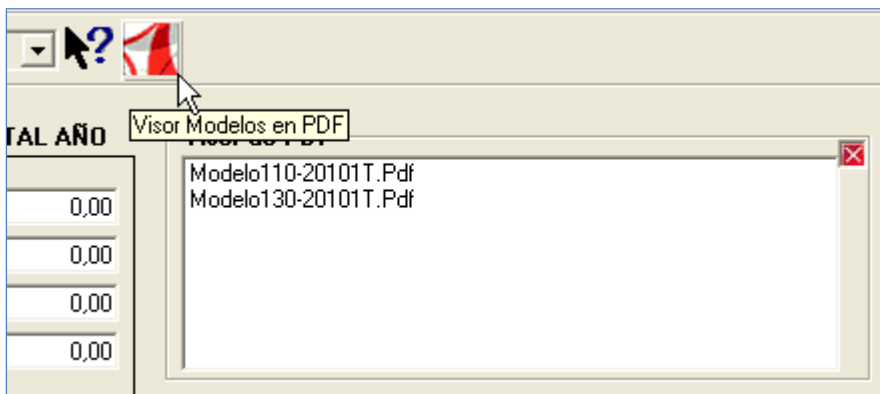 ?
Visor Modelos en PDF
TAL AÑO
Modelo110-20101T.Pdf
Modelo130-20101T.Pdf
0,00
0,00
0,00
0,00